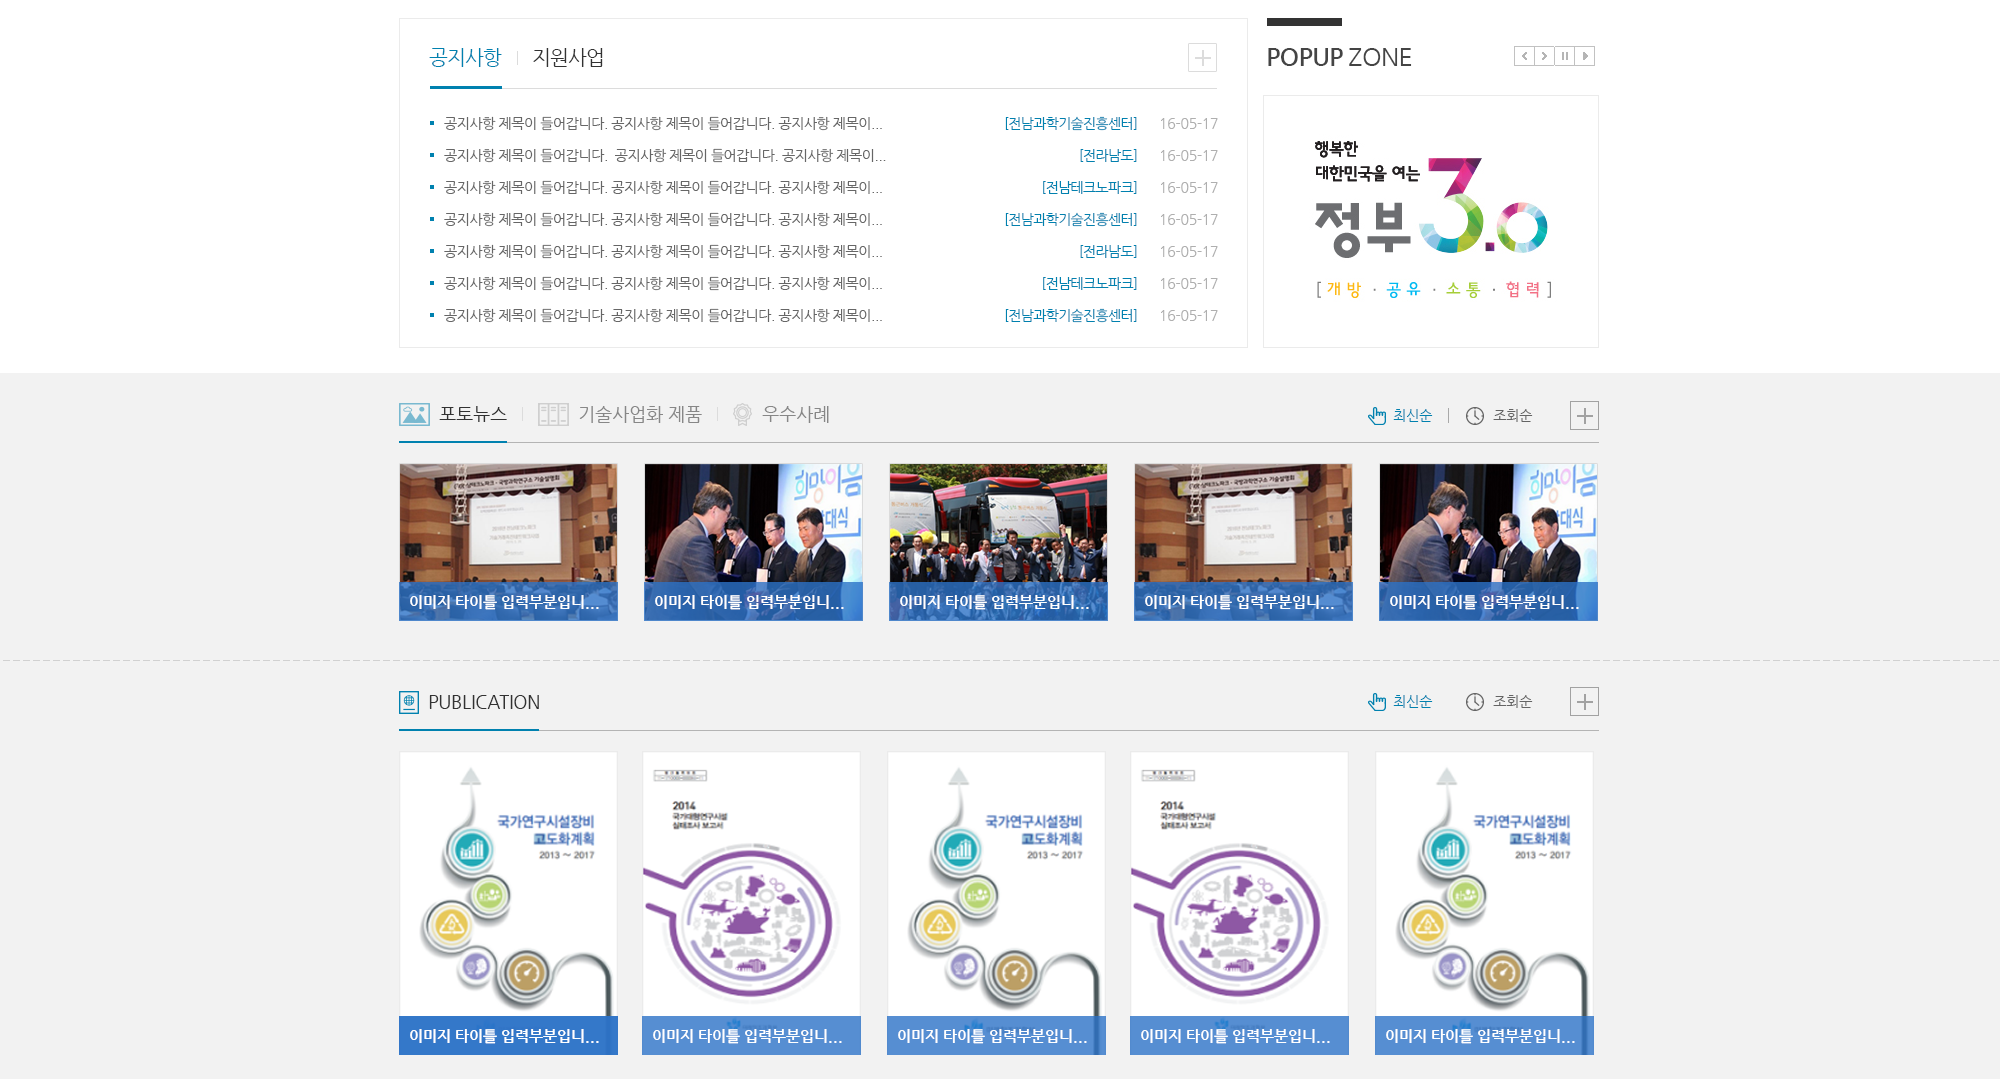 공지사항 지원사업
공지사항 제목이 들어갑니다. 공지사항 제목이 들어갑니다. 공지사항 제목이... [전남과학기술진흥센터] 16-05-17
공지사항 제목이 들어갑니다. 공지사항 제목이 들어갑니다. 공지사항 제목이... [전라남도] 16-05-17
공지사항 제목이 들어갑니다. 공지사항 제목이 들어갑니다. 공지사항 제목이... [전남테크노파크] 16-05-17
공지사항 제목이 들어갑니다. 공지사항 제목이 들어갑니다. 공지사항 제목이... [전남과학기술진흥센터] 16-05-17
공지사항 제목이 들어갑니다. 공지사항 제목이 들어갑니다. 공지사항 제목이... [전라남도] 16-05-17
공지사항 제목이 들어갑니다. 공지사항 제목이 들어갑니다. 공지사항 제목이... [전남테크노파크] 16-05-17
공지사항 제목이 들어갑니다. 공지사항 제목이 들어갑니다. 공지사항 제목이... [전남과학기술진흥센터] 16-05-17
POPUP ZONE
행복한
대한민국을 여는
정부 3.0
[개방 · 공유 · 소통 · 협력]
포토뉴스 기술사업화 제품 우수사례 최신순 조회순
이미지 타이틀 입력부분입니...
희망이음
대식
이미지 타이틀 입력부분입니...
이미지 타이틀 입력부분입니...
이미지 타이틀 입력부분입니...
희망이음
대식
이미지 타이틀 입력부분입니...
PUBLICATION 최신순 조회순
국가연구시설장비
고도화계획
2013 ~ 2017
이미지 타이틀 입력부분입니...
2014
국가대형연구시설
실태조사 보고서
이미지 타이틀 입력부분입니...
국가연구시설장비
고도화계획
2013 ~ 2017
이미지 타이틀 입력부분입니...
2014
국가대형연구시설
실태조사 보고서
이미지 타이틀 입력부분입니...
국가연구시설장비
고도화계획
2013 ~ 2017
이미지 타이틀 입력부분입니...